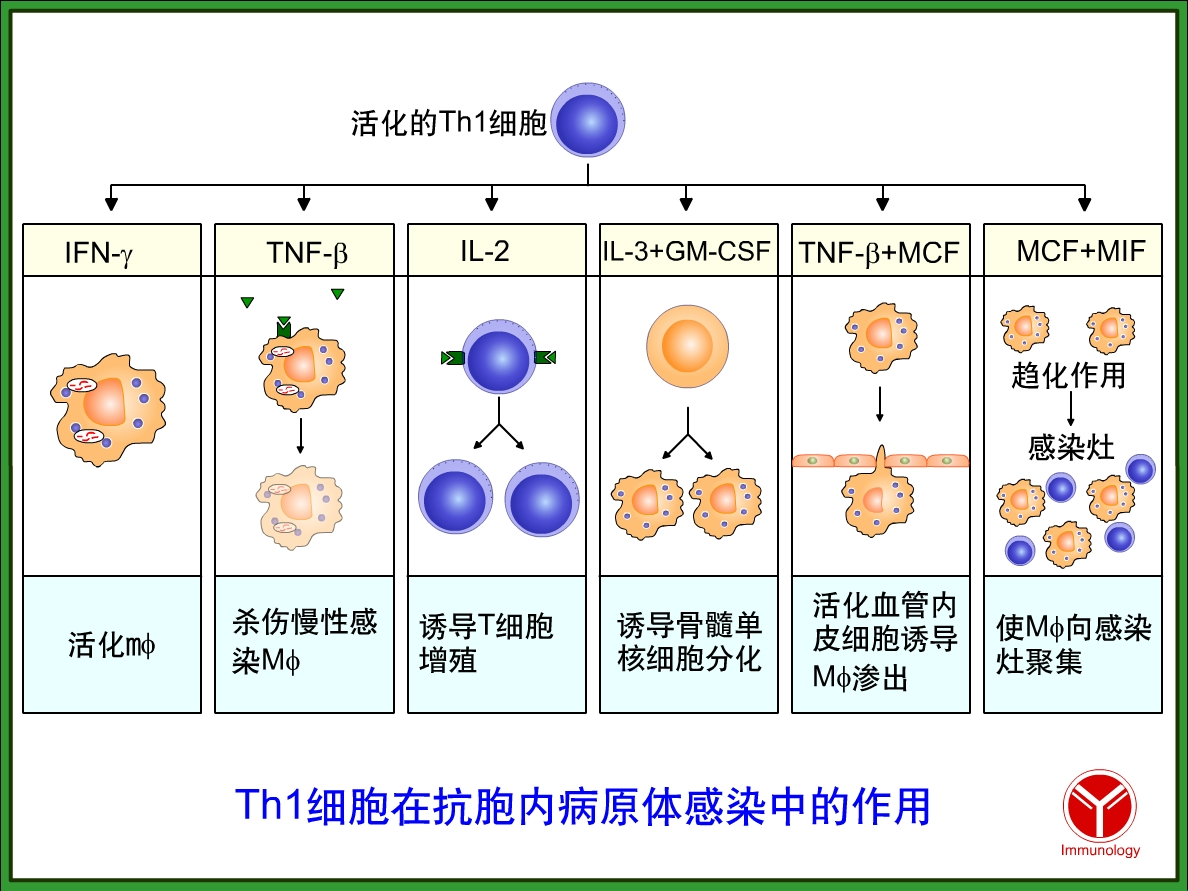 活化的Th1细胞
IFN-γ
TNF-β
IL-2
IL-3+GM-CSF
TNF-β+MCF
MCF+MIF
趋化作用
感染灶
活化mϕ
杀伤慢性感
染Mϕ
诱导T细胞
增殖
诱导骨髓单
核细胞分化
活化血管内
皮细胞诱导
Mϕ渗出
使Mϕ向感染
灶聚集
Th1细胞在抗胞内病原体感染中的作用
Immunology